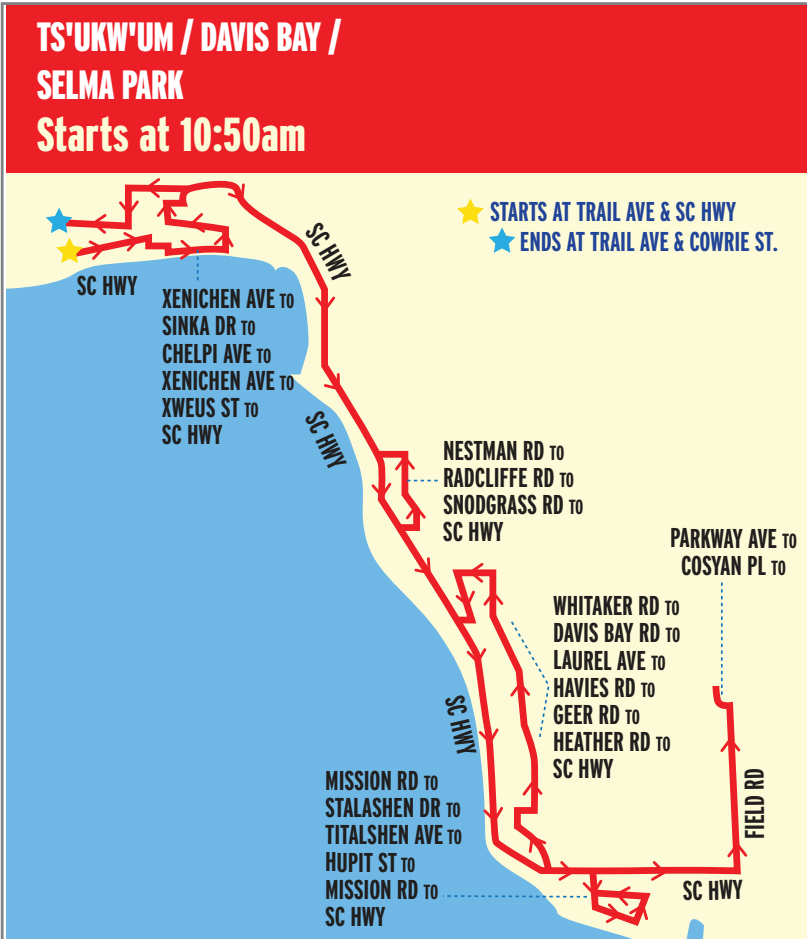 TS'UKW'UM / DAVIS BAY /
SELMA PARK
Starts at 10:50am
STARTS AT TRAIL AVE & SC HWY
ENDS AT TRAIL AVE & COWRIE ST.
SC HWY
SC HWY
XENICHEN AVE TO
SINKA DR TO
CHELPI AVE TO
XENICHEN AVE TO
XWEUS ST TO
SC HWY
SC HWY
NESTMAN RD TO
RADCLIFFE RD TO
SNODGRASS RD TO
SC HWY
PARKWAY AVE TO
COSYAN PL TO
WHITAKER RD TO
DAVIS BAY RD TO
LAUREL AVE TO
HAVIES RD TO
GEER RD TO
HEATHER RD TO
SC HWY
SC HWY
MISSION RD TO
STALASHEN DR TO
TITALSHEN AVE TO
HUPIT ST TO
MISSION RD TO
SC HWY
FIELD RD
SC HWY